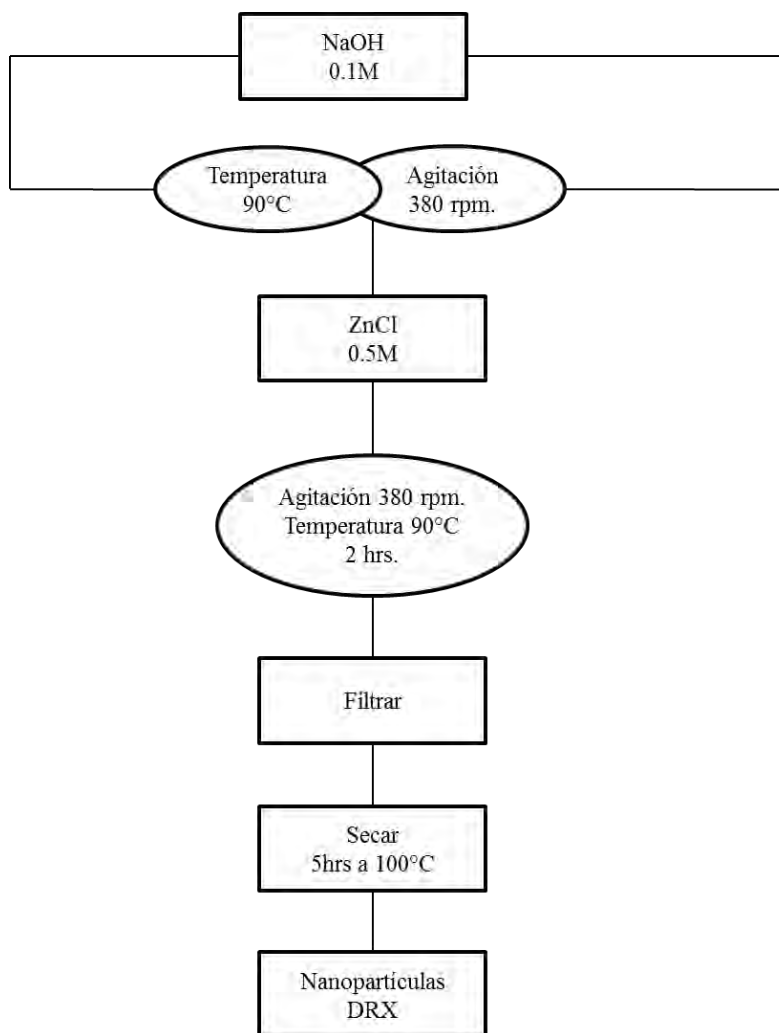 NaOH
0.1M
Temperatura
90°C
Agitación
380 rpm.
ZnCl
0.5M
Agitación 380 rpm.
Temperatura 90°C
2 hrs.
Filtrar
Secar
5hrs a 100°C
Nanopartículas
DRX